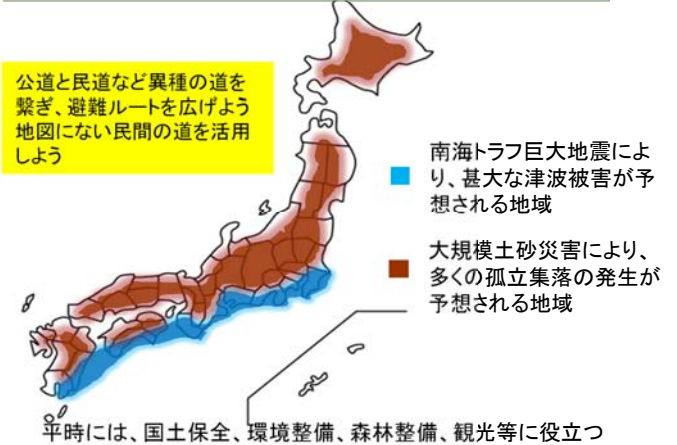 公道と民道など異種の道を
繋ぎ、避難ルートを広げよう
地図にない民間の道を活用
しよう
南海トラフ巨大地震によ
り、甚大な津波被害が予
想される地域
大規模土砂災害により、
多くの孤立集落の発生が
予想される地域
平時には、国土保全、環境整備、森林整備、観光等に役立つ